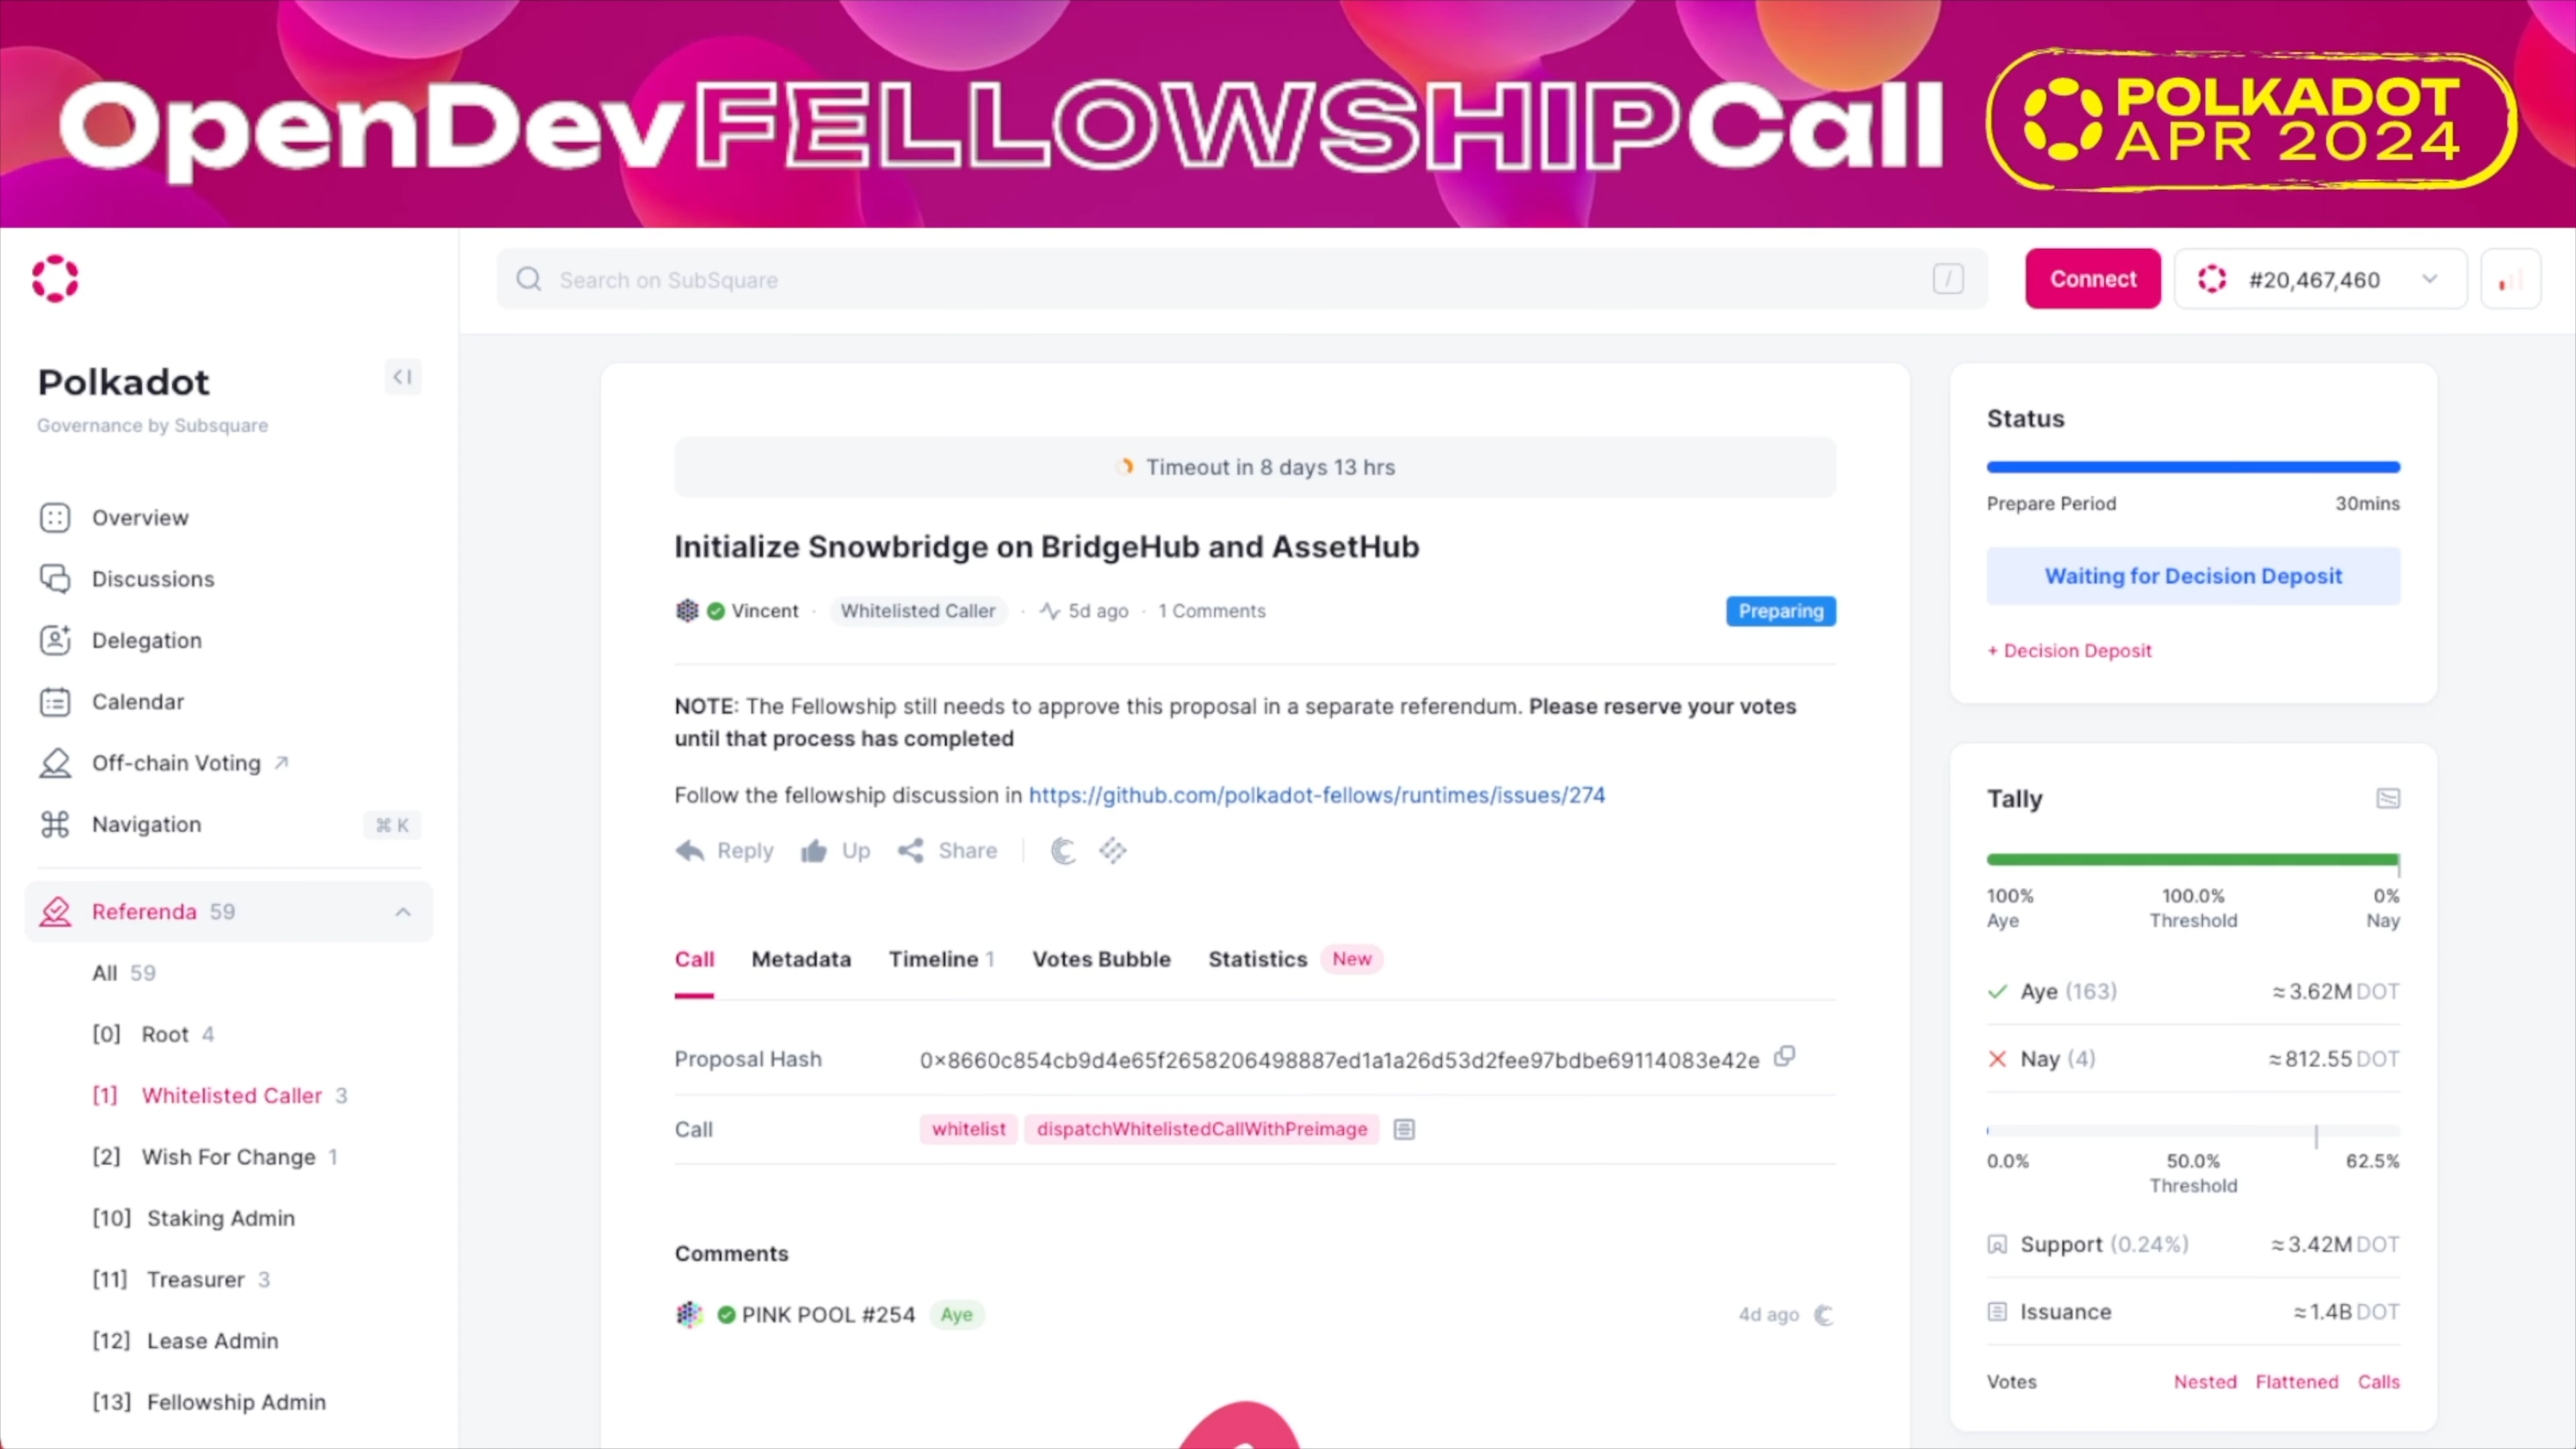 OpenDev FELLOWSHIP Call
POLKADOT
APR 2024
Search on SubSquare
/
Connect
#20,467,460
Polkadot
Governance by Subsquare
Overview
Discussions
Delegation
Calendar
Off-chain Voting
Navigation
⌘ K
Referenda 59
All 59
[0] Root 4
[1] Whitelisted Caller 3
[2] Wish For Change 1
[10] Staking Admin
[11] Treasurer 3
[12] Lease Admin
[13] Fellowship Admin
Timeout in 8 days 13 hrs
Initialize Snowbridge on BridgeHub and AssetHub
Vincent · Whitelisted Caller · 5d ago · 1 Comments
Preparing
NOTE: The Fellowship still needs to approve this proposal in a separate referendum. Please reserve your votes
until that process has completed
Follow the fellowship discussion in https://github.com/polkadot-fellows/runtimes/issues/274
Reply Up Share
Call Metadata Timeline 1 Votes Bubble Statistics New
Proposal Hash 0x8660c854cb9d4e65f2658206498887ed1a1a26d53d2fee97bdbe69114083e42e
Call whitelist dispatchWhitelistedCallWithPreimage
Comments
PINK POOL #254 Aye 4d ago
Status
Prepare Period 30mins
Waiting for Decision Deposit
+ Decision Deposit
Tally
100% 100.0% 0%
Aye Threshold Nay
Aye (163) ≈3.62M DOT
Nay (4) ≈812.55 DOT
0.0% 50.0% 62.5%
Threshold
Support (0.24%) ≈3.42M DOT
Issuance ≈1.4B DOT
Votes Nested Flattened Calls